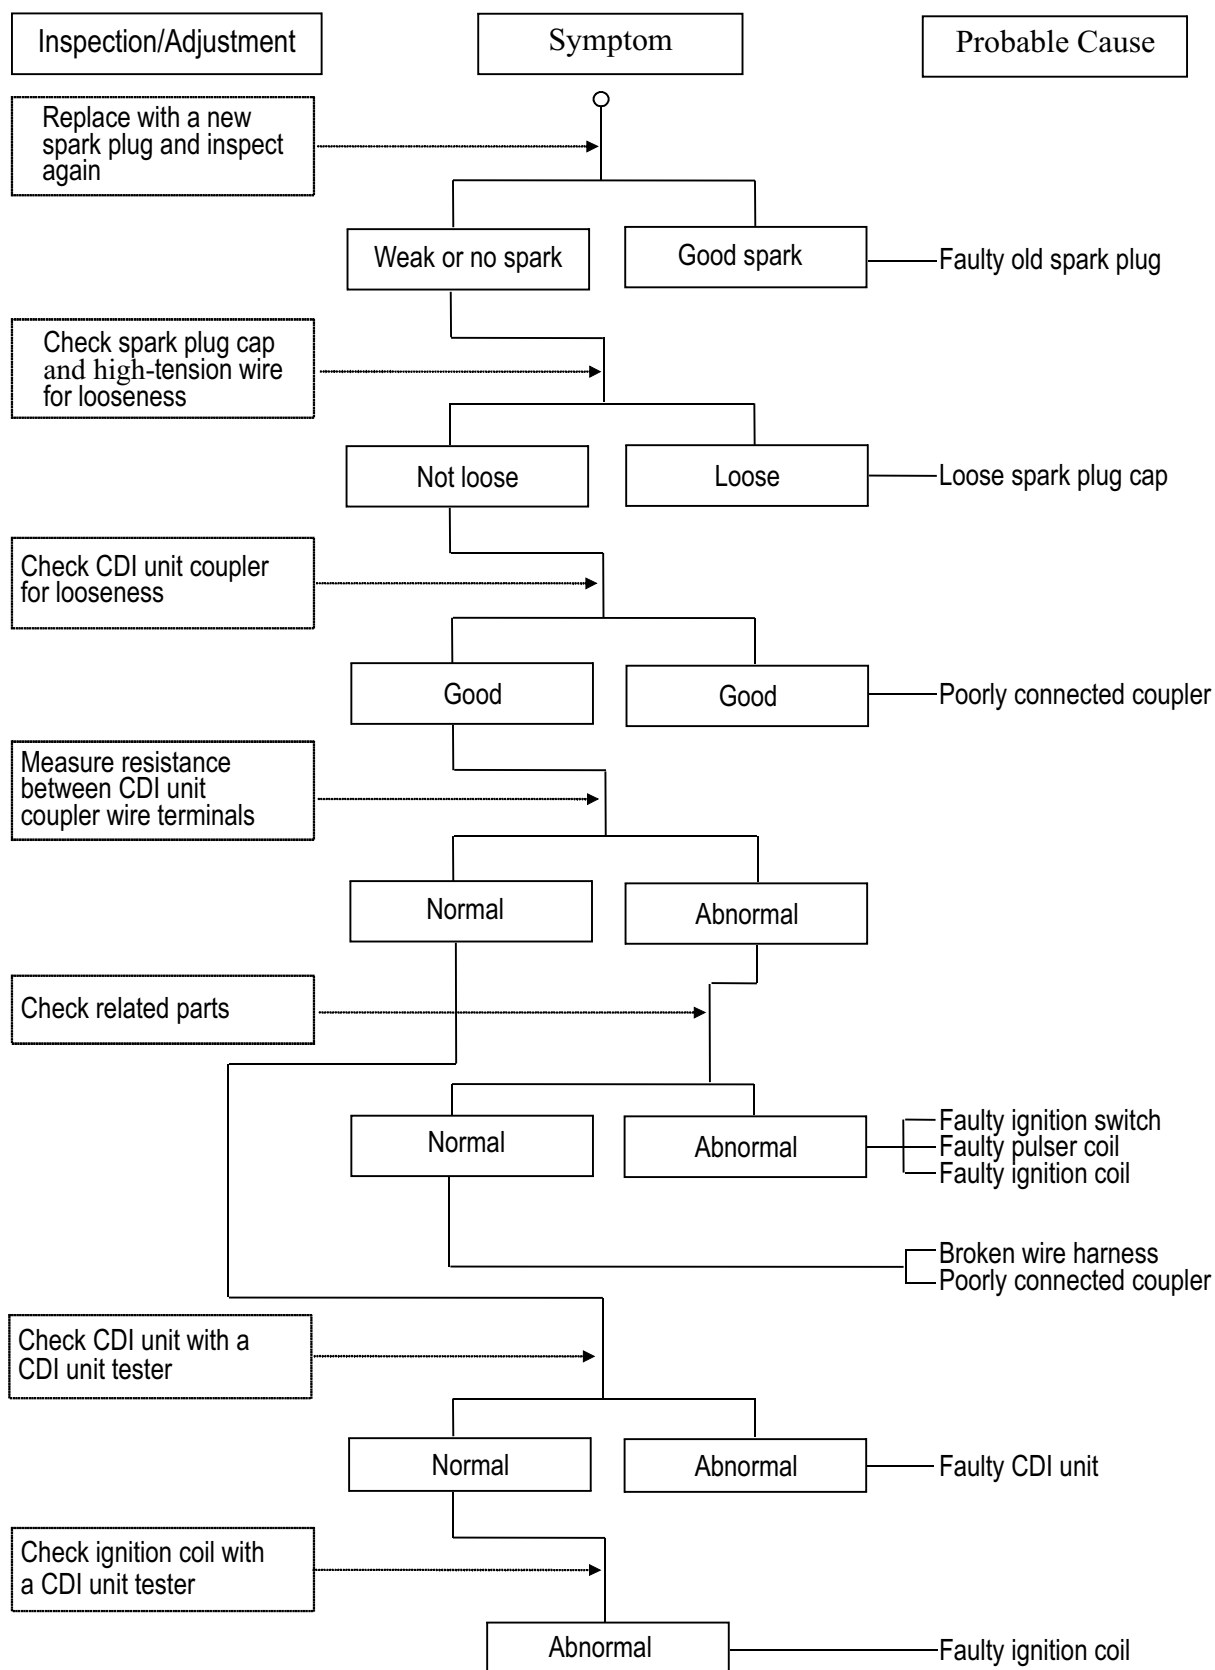 Inspection/Adjustment
Symptom
Probable Cause
Replace with a new
spark plug and inspect
again
Weak or no spark
Good spark
Faulty old spark plug
Check spark plug cap
and high-tension wire
for looseness
Not loose
Loose
Loose spark plug cap
Check CDI unit coupler
for looseness
Good
Good
Poorly connected coupler
Measure resistance
between CDI unit
coupler wire terminals
Normal
Abnormal
Check related parts
Normal
Abnormal
Faulty ignition switch
Faulty pulser coil
Faulty ignition coil
Broken wire harness
Poorly connected coupler
Check CDI unit with a
CDI unit tester
Normal
Abnormal
Faulty CDI unit
Check ignition coil with
a CDI unit tester
Abnormal
Faulty ignition coil